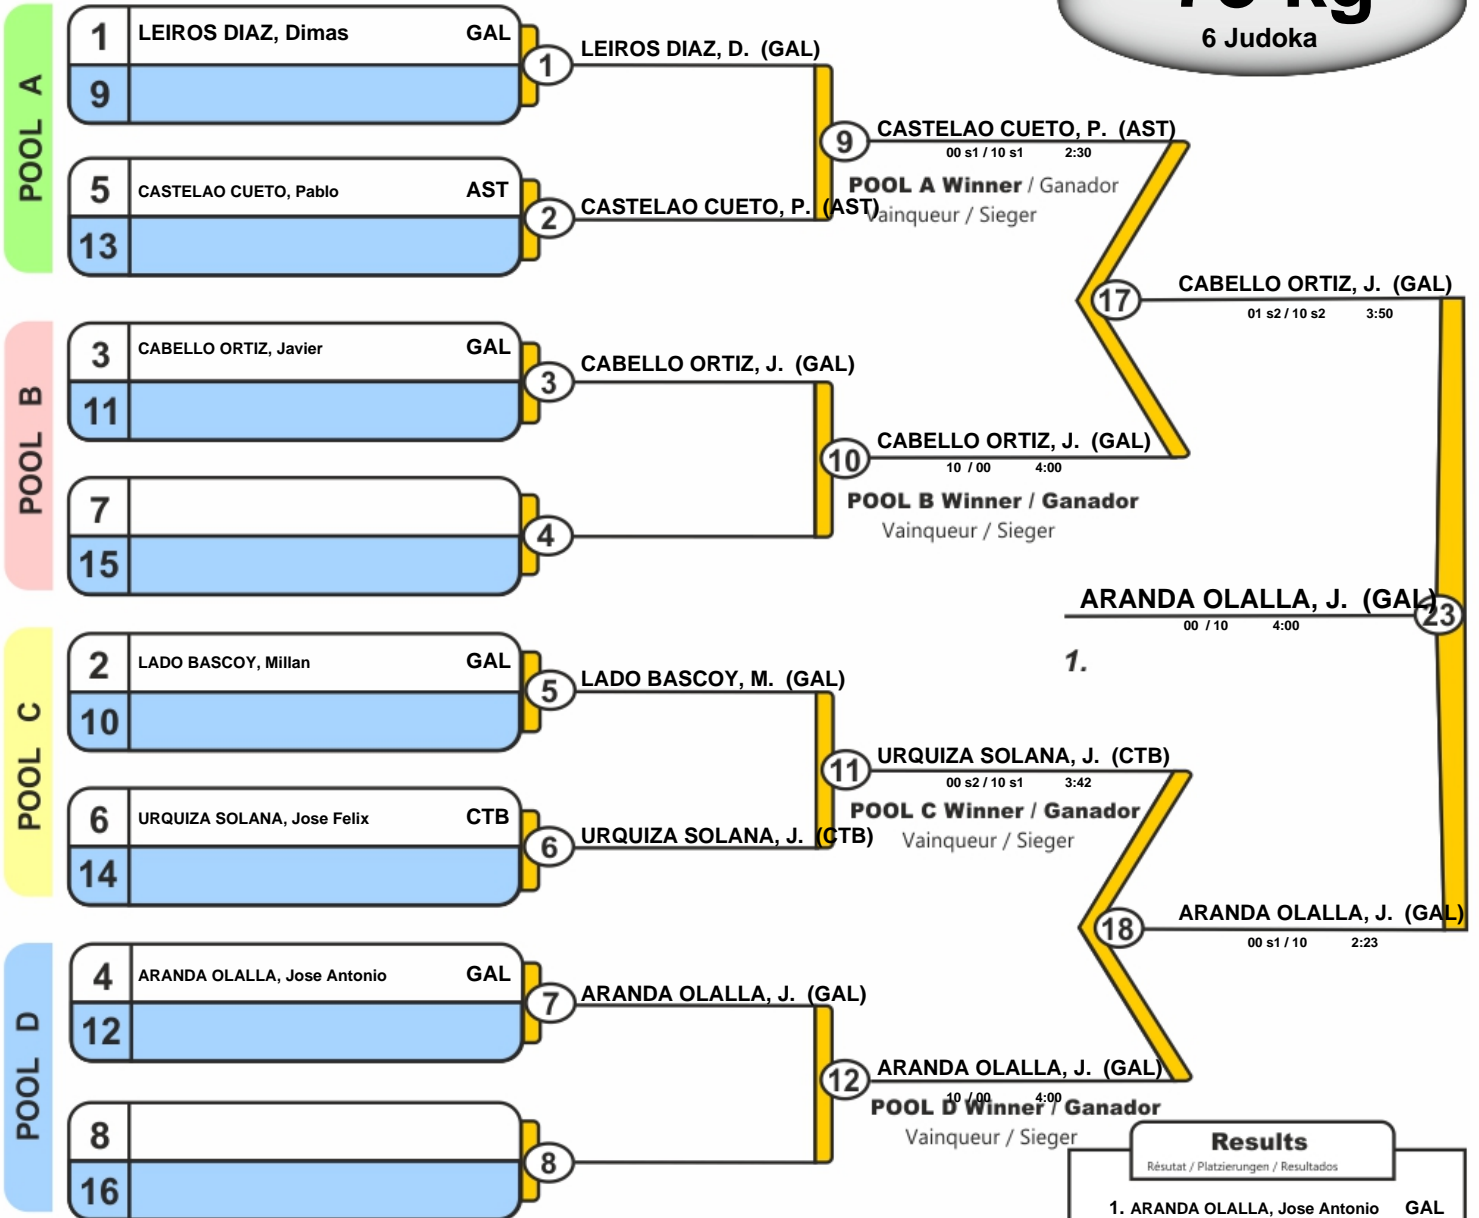 6 Judoka
POOL A
1 LEIROS DIAZ, Dimas GAL
9
1 LEIROS DIAZ, D. (GAL)
5 CASTELAO CUETO, Pablo AST
13
2 CASTELAO CUETO, P. (AST)
9 CASTELAO CUETO, P. (AST)
00 s1 / 10 s1 2:30
POOL A Winner / Ganador
Vainqueur / Sieger
POOL B
3 CABELLO ORTIZ, Javier GAL
11
3 CABELLO ORTIZ, J. (GAL)
7
15
4
10 CABELLO ORTIZ, J. (GAL)
10 / 00 4:00
POOL B Winner / Ganador
Vainqueur / Sieger
17 CABELLO ORTIZ, J. (GAL)
01 s2 / 10 s2 3:50
ARANDA OLALLA, J. (GAL) 23
00 / 10 4:00
1.
POOL C
2 LADO BASCOY, Millan GAL
10
5 LADO BASCOY, M. (GAL)
6 URQUIZA SOLANA, Jose Felix CTB
14
6 URQUIZA SOLANA, J. (CTB)
11 URQUIZA SOLANA, J. (CTB)
00 s2 / 10 s1 3:42
POOL C Winner / Ganador
Vainqueur / Sieger
18 ARANDA OLALLA, J. (GAL)
00 s1 / 10 2:23
POOL D
4 ARANDA OLALLA, Jose Antonio GAL
12
7 ARANDA OLALLA, J. (GAL)
8
16
8
12 ARANDA OLALLA, J. (GAL)
10 / 00 4:00
POOL D Winner / Ganador
Vainqueur / Sieger
Results
Résutat / Platzierungen / Resultados
1. ARANDA OLALLA, Jose Antonio GAL